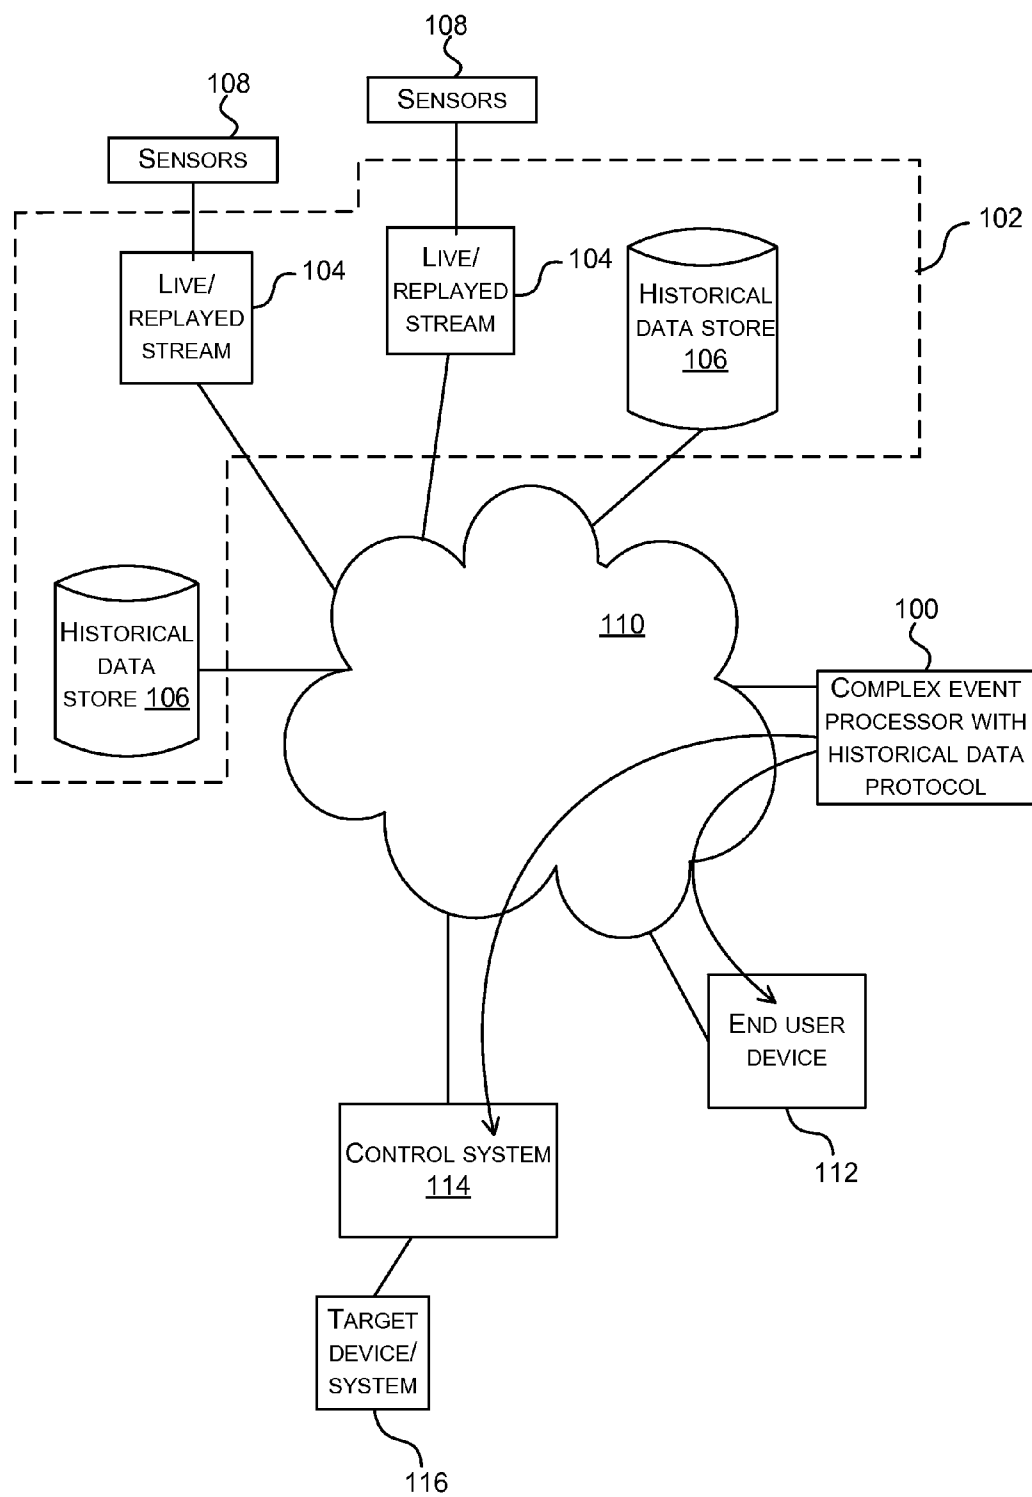 108
SENSORS
108
SENSORS
102
LIVE/
REPLAYED
STREAM
104
LIVE/
REPLAYED
STREAM
104
HISTORICAL
DATA STORE
106
HISTORICAL
DATA
STORE 106
110
100
COMPLEX EVENT
PROCESSOR WITH
HISTORICAL DATA
PROTOCOL
END USER
DEVICE
112
CONTROL SYSTEM
114
TARGET
DEVICE/
SYSTEM
116